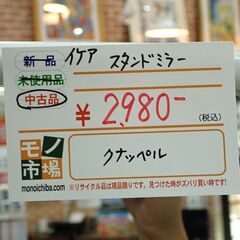 新品 イケア スタンドミラー
未使用品
中古品
¥2,980-
(税込)
クナッペル
モノ市場
monoichiba.com
※リサイクル品は現品限りです。見つけた時がズバリ買い時です!